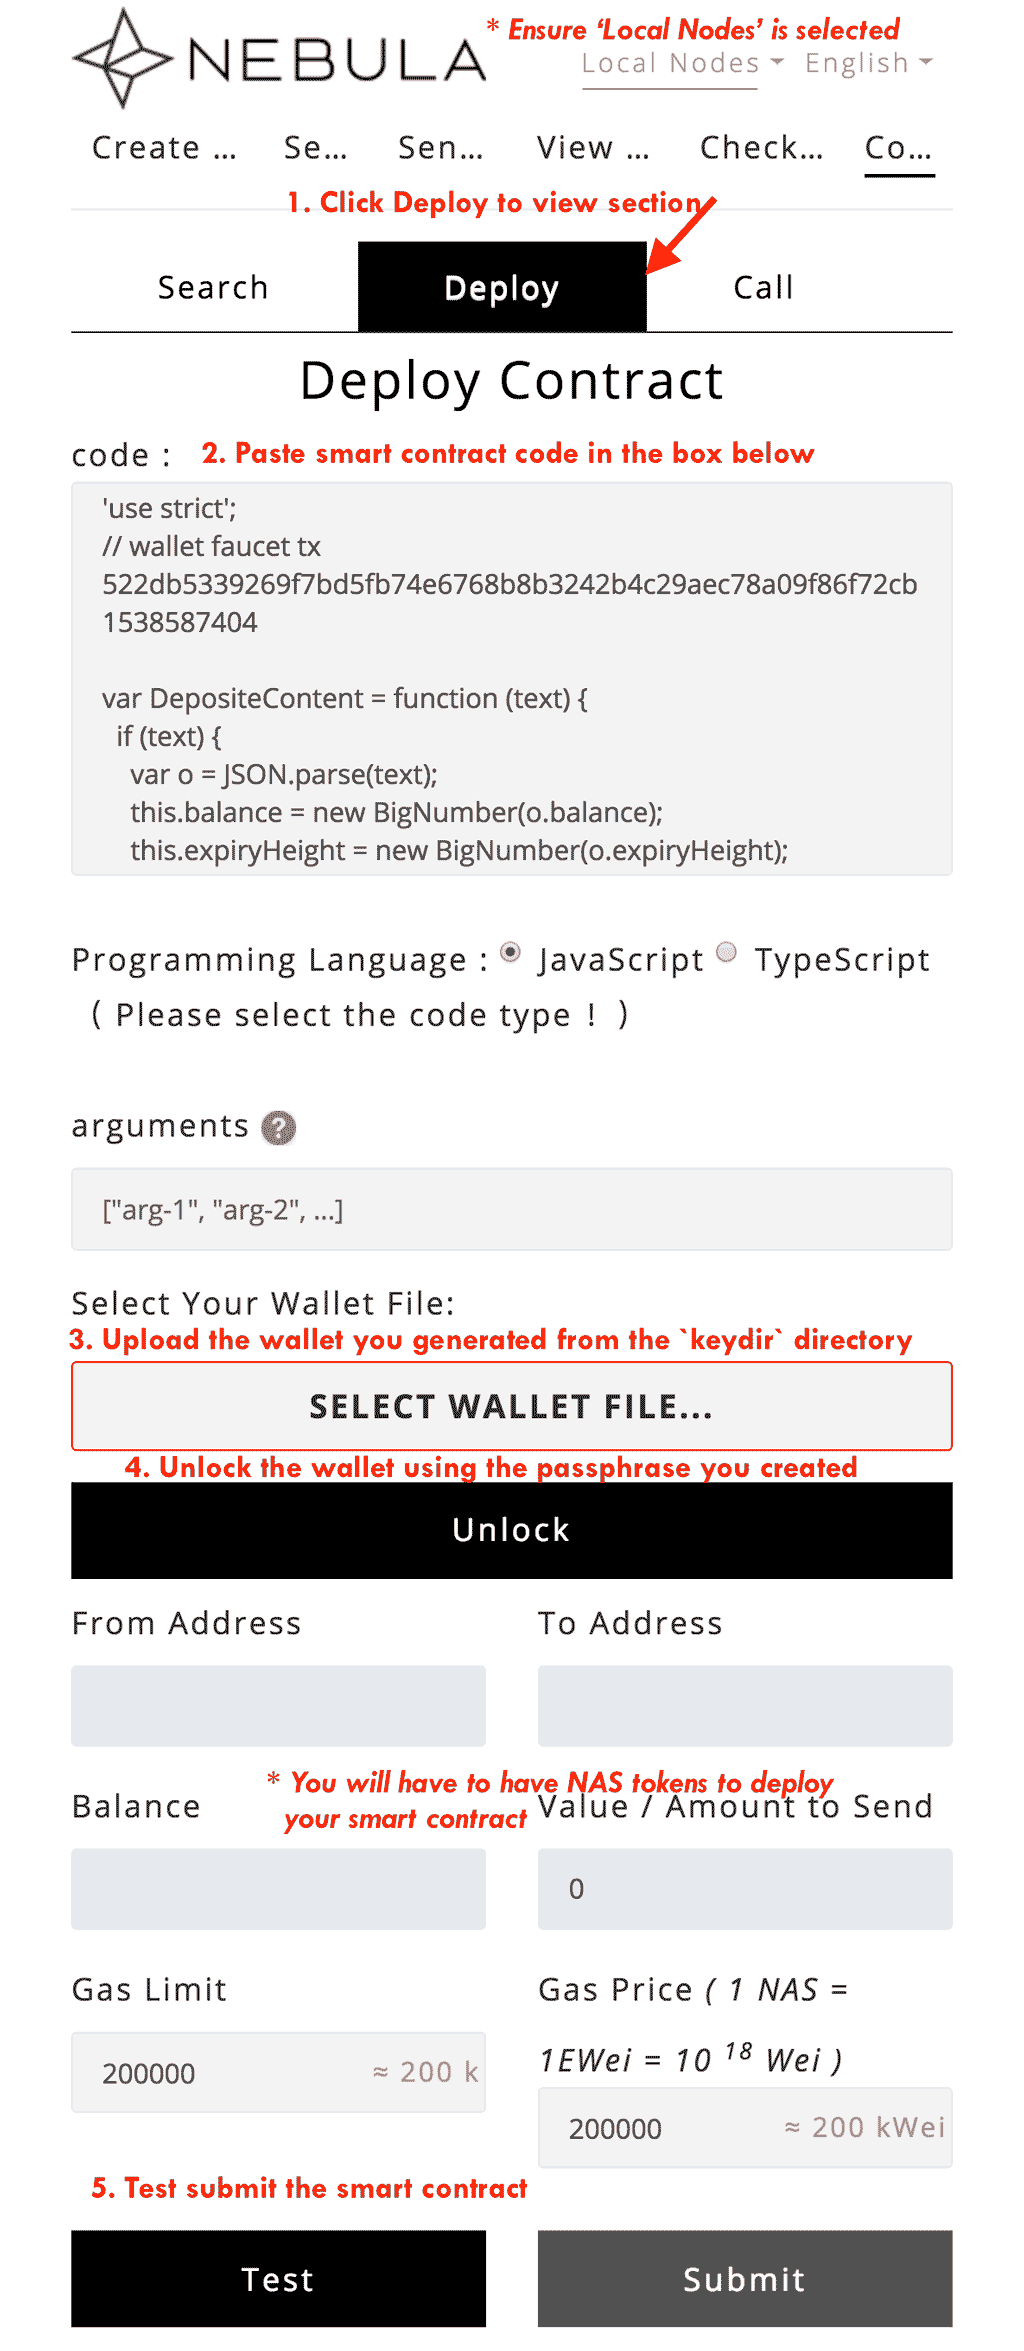 * Ensure ‘Local Nodes’ is selected
NEBULA
Local Nodes English
Create ... Se... Sen... View ... Check... Co...
1. Click Deploy to view section
Search Deploy Call
Deploy Contract
code : 2. Paste smart contract code in the box below
'use strict';
// wallet faucet tx
522db5339269f7bd5fb74e6768b8b3242b4c29aec78a09f86f72cb
1538587404
var DepositeContent = function (text) {
if (text) {
var o = JSON.parse(text);
this.balance = new BigNumber(o.balance);
this.expiryHeight = new BigNumber(o.expiryHeight);
Programming Language : JavaScript TypeScript
( Please select the code type ! )
arguments ?
["arg-1", "arg-2", ...]
Select Your Wallet File:
3. Upload the wallet you generated from the `keydir` directory
SELECT WALLET FILE...
4. Unlock the wallet using the passphrase you created
Unlock
From Address To Address
* You will have to have NAS tokens to deploy
your smart contract
Balance Value / Amount to Send
0
Gas Limit Gas Price ( 1 NAS =
1EWei = 10 18 Wei )
200000 ≈ 200 k
200000 ≈ 200 kWei
5. Test submit the smart contract
Test Submit